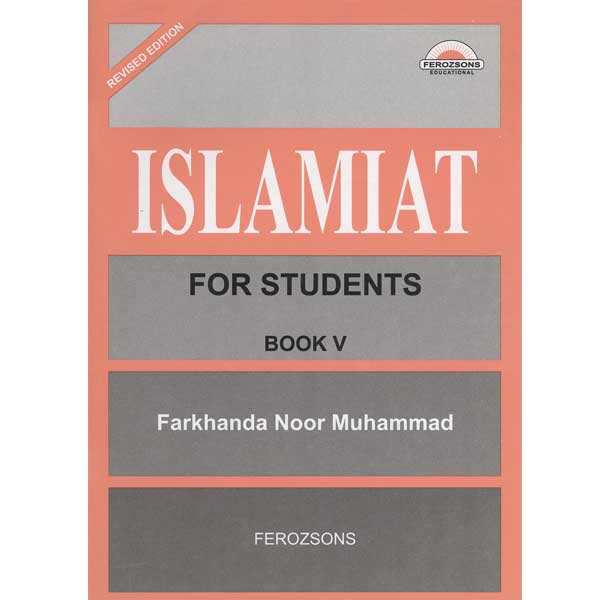 REVISED EDITION
FEROZSONS
EDUCATIONAL
ISLAMIAT
FOR STUDENTS
BOOK V
Farkhanda Noor Muhammad
FEROZSONS